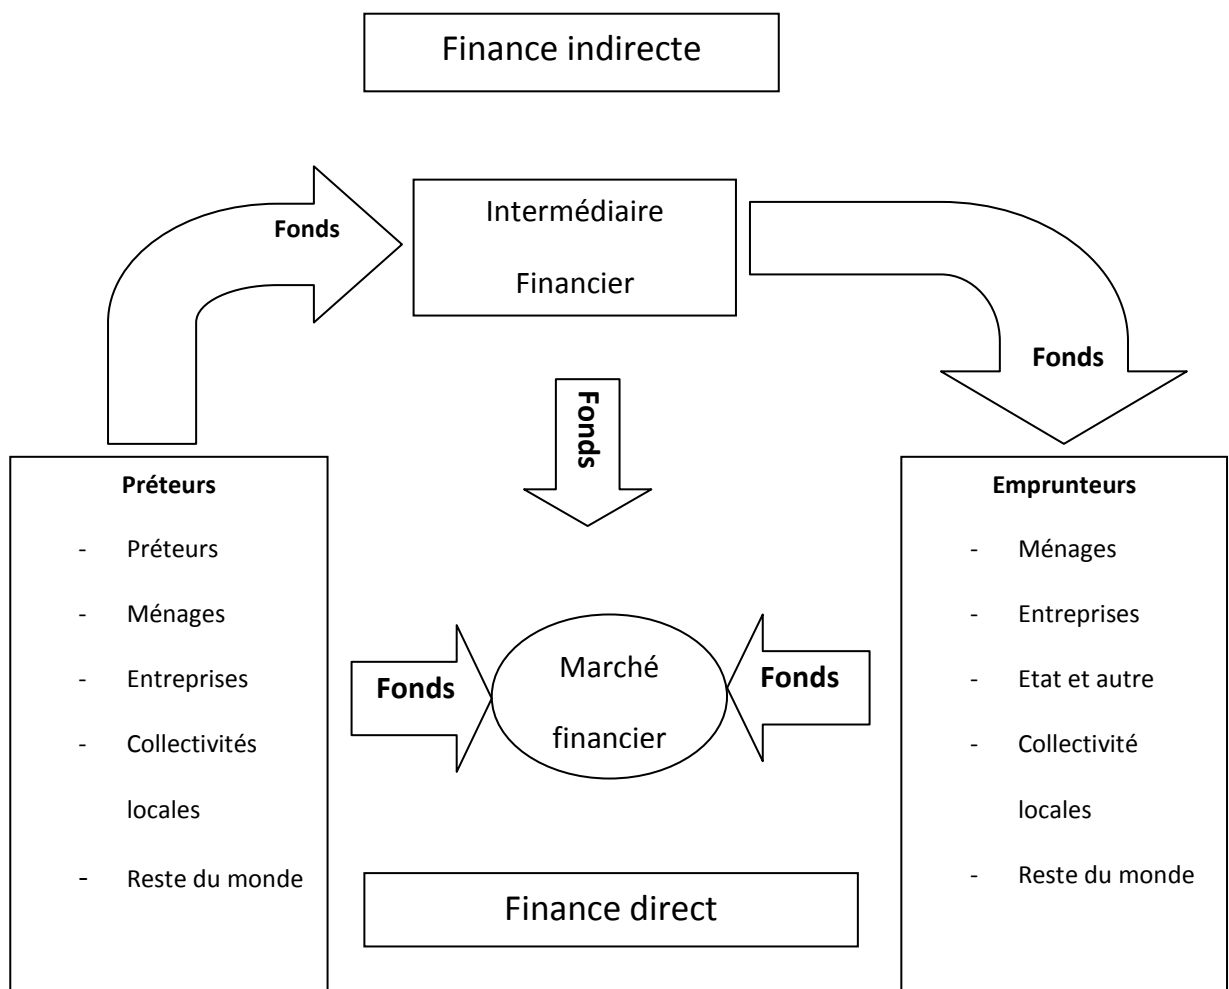 Finance indirecte
Fonds
Intermédiaire
Financier
Fonds
Fonds
Préteurs
- Préteurs
- Ménages
- Entreprises
- Collectivités
locales
- Reste du monde
Fonds
Marché
financier
Fonds
Emprunteurs
- Ménages
- Entreprises
- Etat et autre
- Collectivité
locales
- Reste du monde
Finance direct